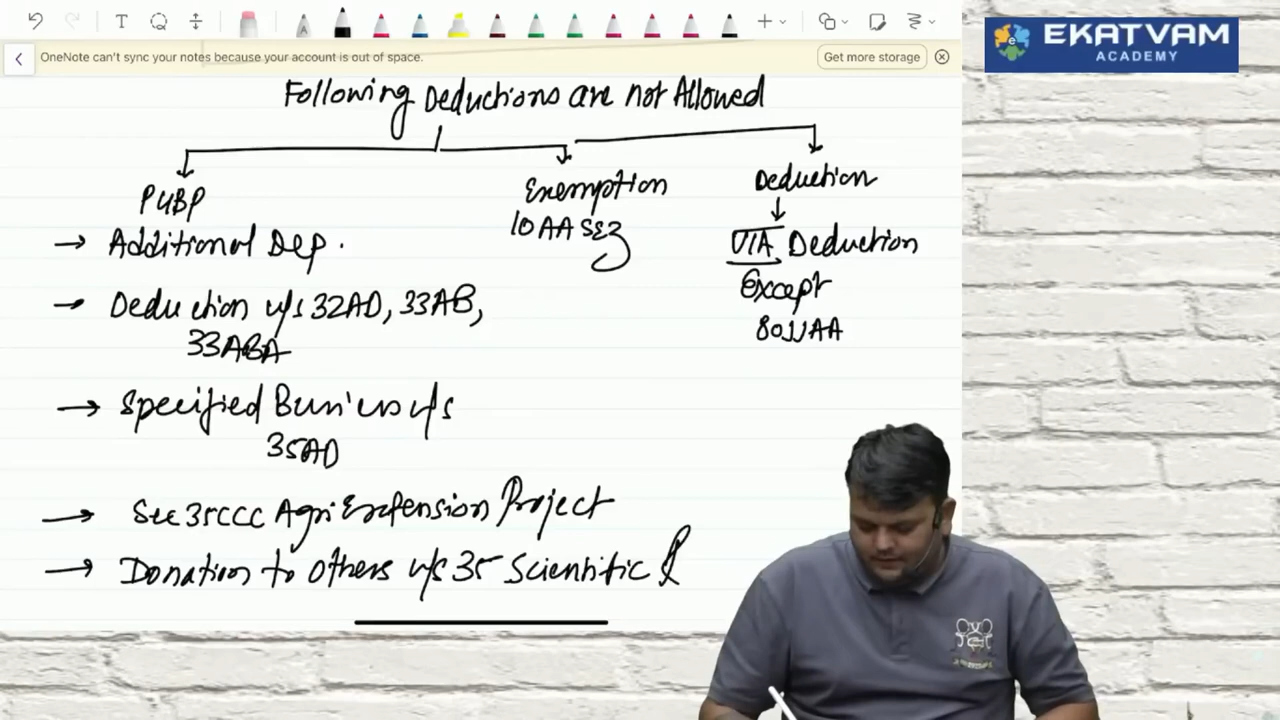 OneNote can't sync your notes because your account is out of space.
Get more storage
EKATVAM
ACADEMY
Following Deductions are not Allowed
PGBP
Exemption
10AA SEZ
Deduction
VIA Deduction
Except
80JJAA
→ Additional Dep.
→ Deduction u/s 32AD, 33AB,
33ABA
→ Specified Business u/s
35AD
→ Sec 35CCC Agri Extension Project
→ Donation to others u/s 35 Scientific R